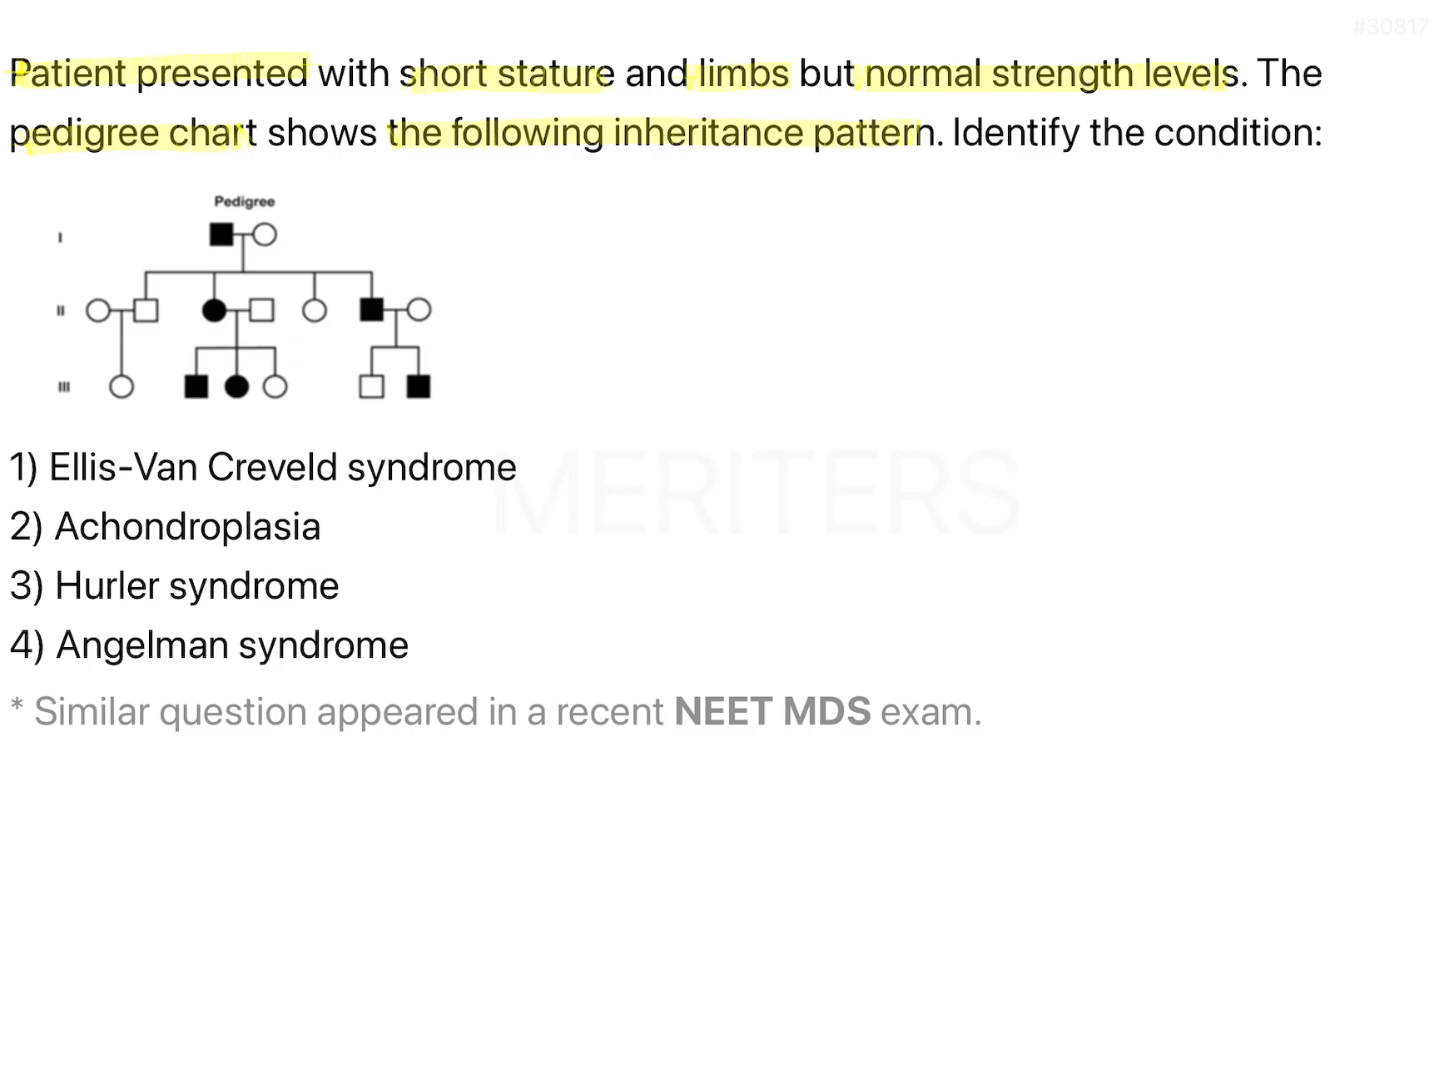 #30817
Patient presented with short stature and limbs but normal strength levels. The
pedigree chart shows the following inheritance pattern. Identify the condition:
Pedigree
I
II
III
MERITERS
1) Ellis-Van Creveld syndrome
2) Achondroplasia
3) Hurler syndrome
4) Angelman syndrome
* Similar question appeared in a recent NEET MDS exam.